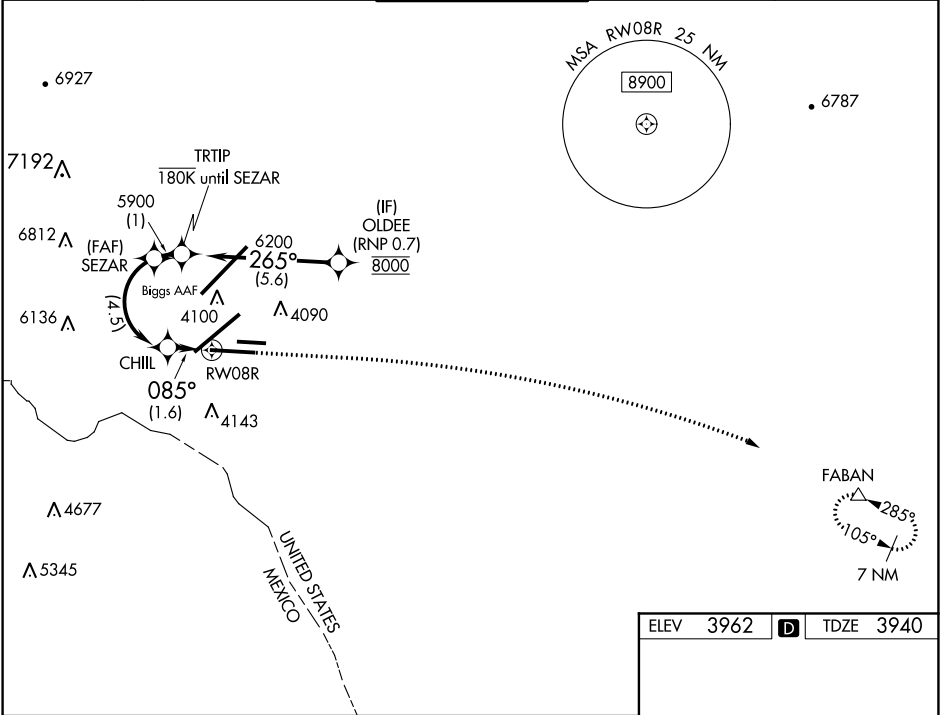 MSA RW08R 25 NM
8900
6927
6787
7192
TRTIP
180K until SEZAR
5900
(1)
(IF)
OLDEE
(RNP 0.7)
8000
6812
(FAF)
SEZAR
6200
265°
(5.6)
Biggs AAF
(4.5)
4100
4090
6136
CHIIL
RW08R
085°
(1.6)
4143
FABAN
285°
105°
7 NM
4677
5345
UNITED STATES
MEXICO
ELEV 3962 D TDZE 3940